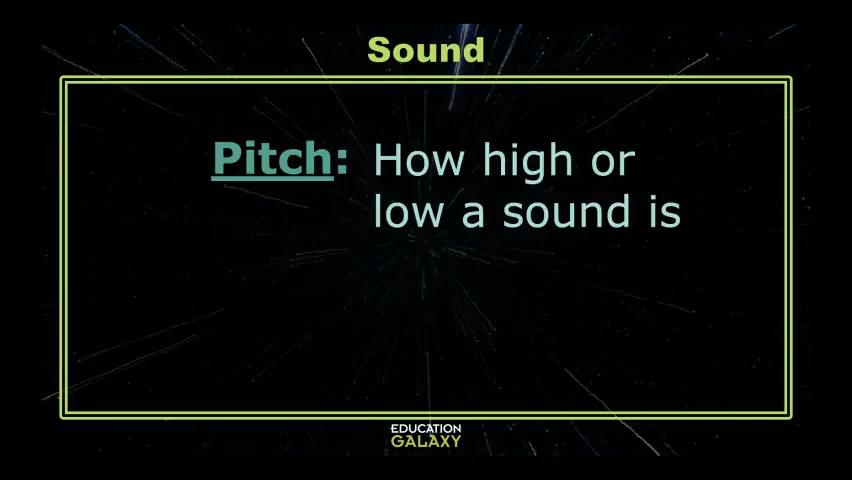 Sound
Pitch: How high or
low a sound is
EDUCATION
GALAXY